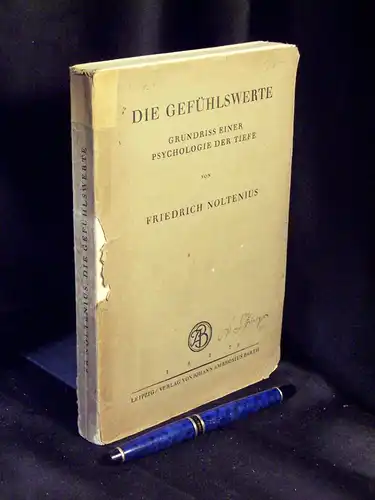 DIE GEFÜHLSWERTE
GRUNDRISS EINER
PSYCHOLOGIE DER TIEFE
VON
FRIEDRICH NOLTENIUS
LEIPZIG / VERLAG VON JOHANN AMBROSIUS BARTH
FR. NOLTENIUS, DIE GEFÜHLSWERTE